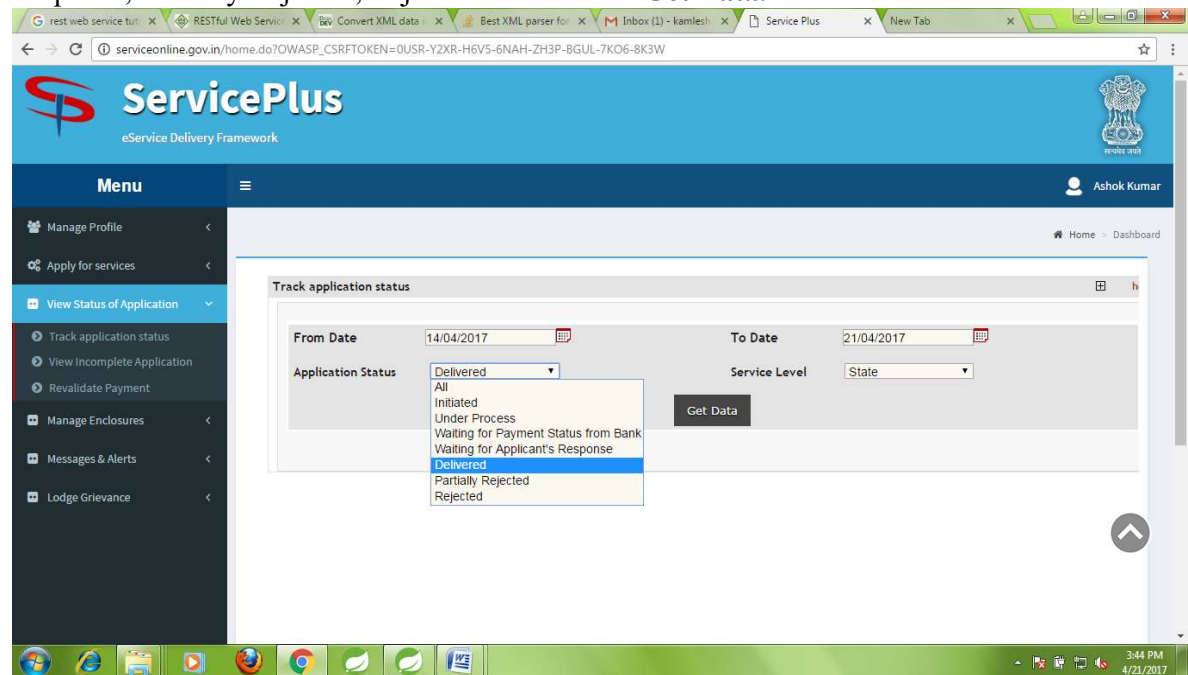 rest web service tut
RESTful Web Servic
Convert XML data
Best XML parser for
Inbox (1) - kamlesh
Service Plus
New Tab
serviceonline.gov.in/home.do?OWASP_CSRFTOKEN=0USR-Y2XR-H6V5-6NAH-ZH3P-BGUL-7KO6-8K3W
ServicePlus
eService Delivery Framework
सत्यमेव जयते
Menu
Ashok Kumar
Manage Profile
Home > Dashboard
Apply for services
Track application status
View Status of Application
Track application status
View Incomplete Application
Revalidate Payment
From Date 14/04/2017 To Date 21/04/2017
Application Status Delivered Service Level State
All
Initiated
Under Process
Waiting for Payment Status from Bank
Waiting for Applicant's Response
Delivered
Partially Rejected
Rejected
Get Data
Manage Enclosures
Messages & Alerts
Lodge Grievance
3:44 PM
4/21/2017